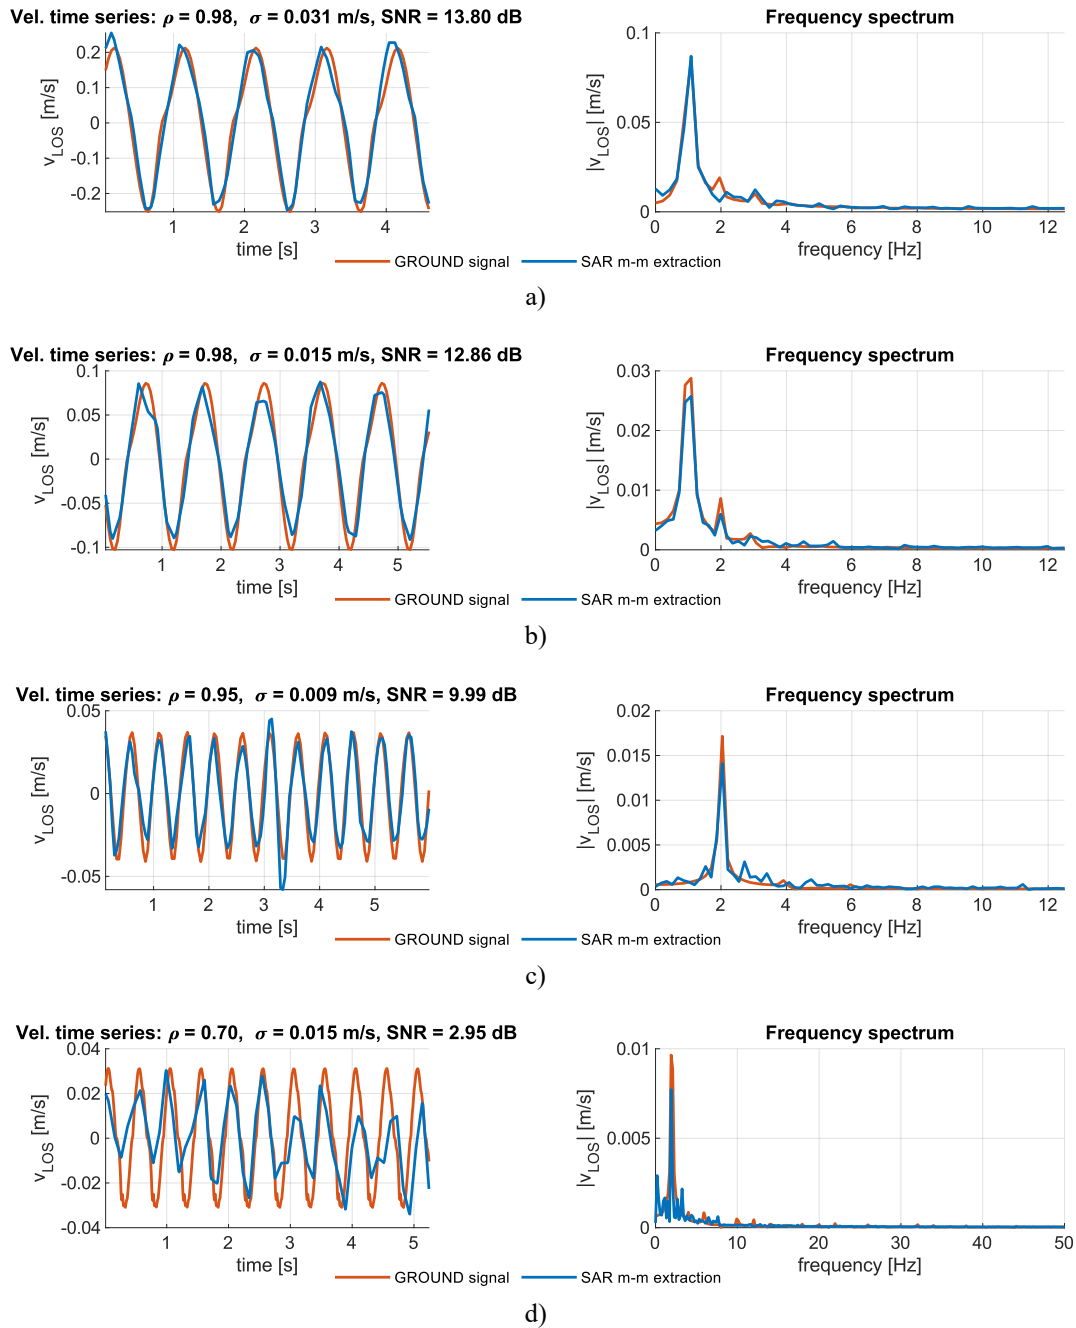 Vel. time series: ρ = 0.98, σ = 0.031 m/s, SNR = 13.80 dB
0.2
0.1
0
-0.1
-0.2
v_LOS [m/s]
1 2 3 4
time [s]
Frequency spectrum
0.1
0.05
0
|v_LOS| [m/s]
0 2 4 6 8 10 12
frequency [Hz]
GROUND signal SAR m-m extraction
a)
Vel. time series: ρ = 0.98, σ = 0.015 m/s, SNR = 12.86 dB
0.1
0.05
0
-0.05
-0.1
v_LOS [m/s]
1 2 3 4 5
time [s]
Frequency spectrum
0.03
0.02
0.01
0
|v_LOS| [m/s]
0 2 4 6 8 10 12
frequency [Hz]
GROUND signal SAR m-m extraction
b)
Vel. time series: ρ = 0.95, σ = 0.009 m/s, SNR = 9.99 dB
0.05
0
-0.05
v_LOS [m/s]
1 2 3 4 5
time [s]
Frequency spectrum
0.02
0.015
0.01
0.005
0
|v_LOS| [m/s]
0 2 4 6 8 10 12
frequency [Hz]
GROUND signal SAR m-m extraction
c)
Vel. time series: ρ = 0.70, σ = 0.015 m/s, SNR = 2.95 dB
0.04
0.02
0
-0.02
-0.04
v_LOS [m/s]
0 1 2 3 4 5
time [s]
Frequency spectrum
0.01
0.005
0
|v_LOS| [m/s]
0 10 20 30 40 50
frequency [Hz]
GROUND signal SAR m-m extraction
d)